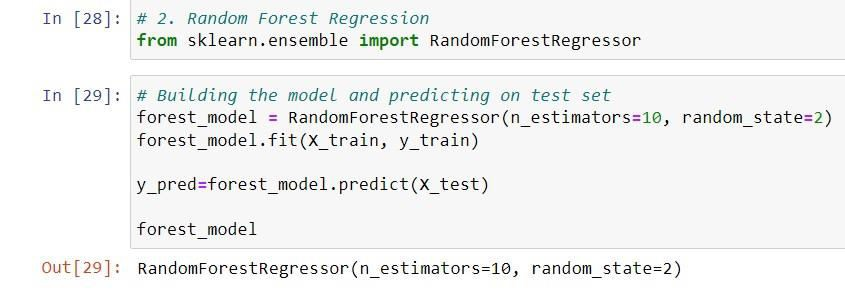 In [28]: # 2. Random Forest Regression
from sklearn.ensemble import RandomForestRegressor
In [29]: # Building the model and predicting on test set
forest_model = RandomForestRegressor(n_estimators=10, random_state=2)
forest_model.fit(X_train, y_train)
y_pred=forest_model.predict(X_test)
forest_model
Out[29]: RandomForestRegressor(n_estimators=10, random_state=2)